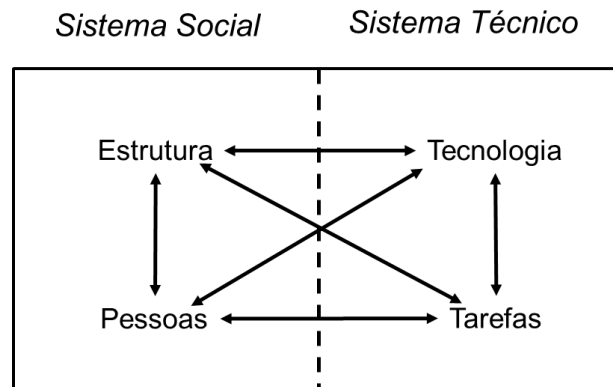 Sistema Social Sistema Técnico
Estrutura Tecnologia
Pessoas Tarefas